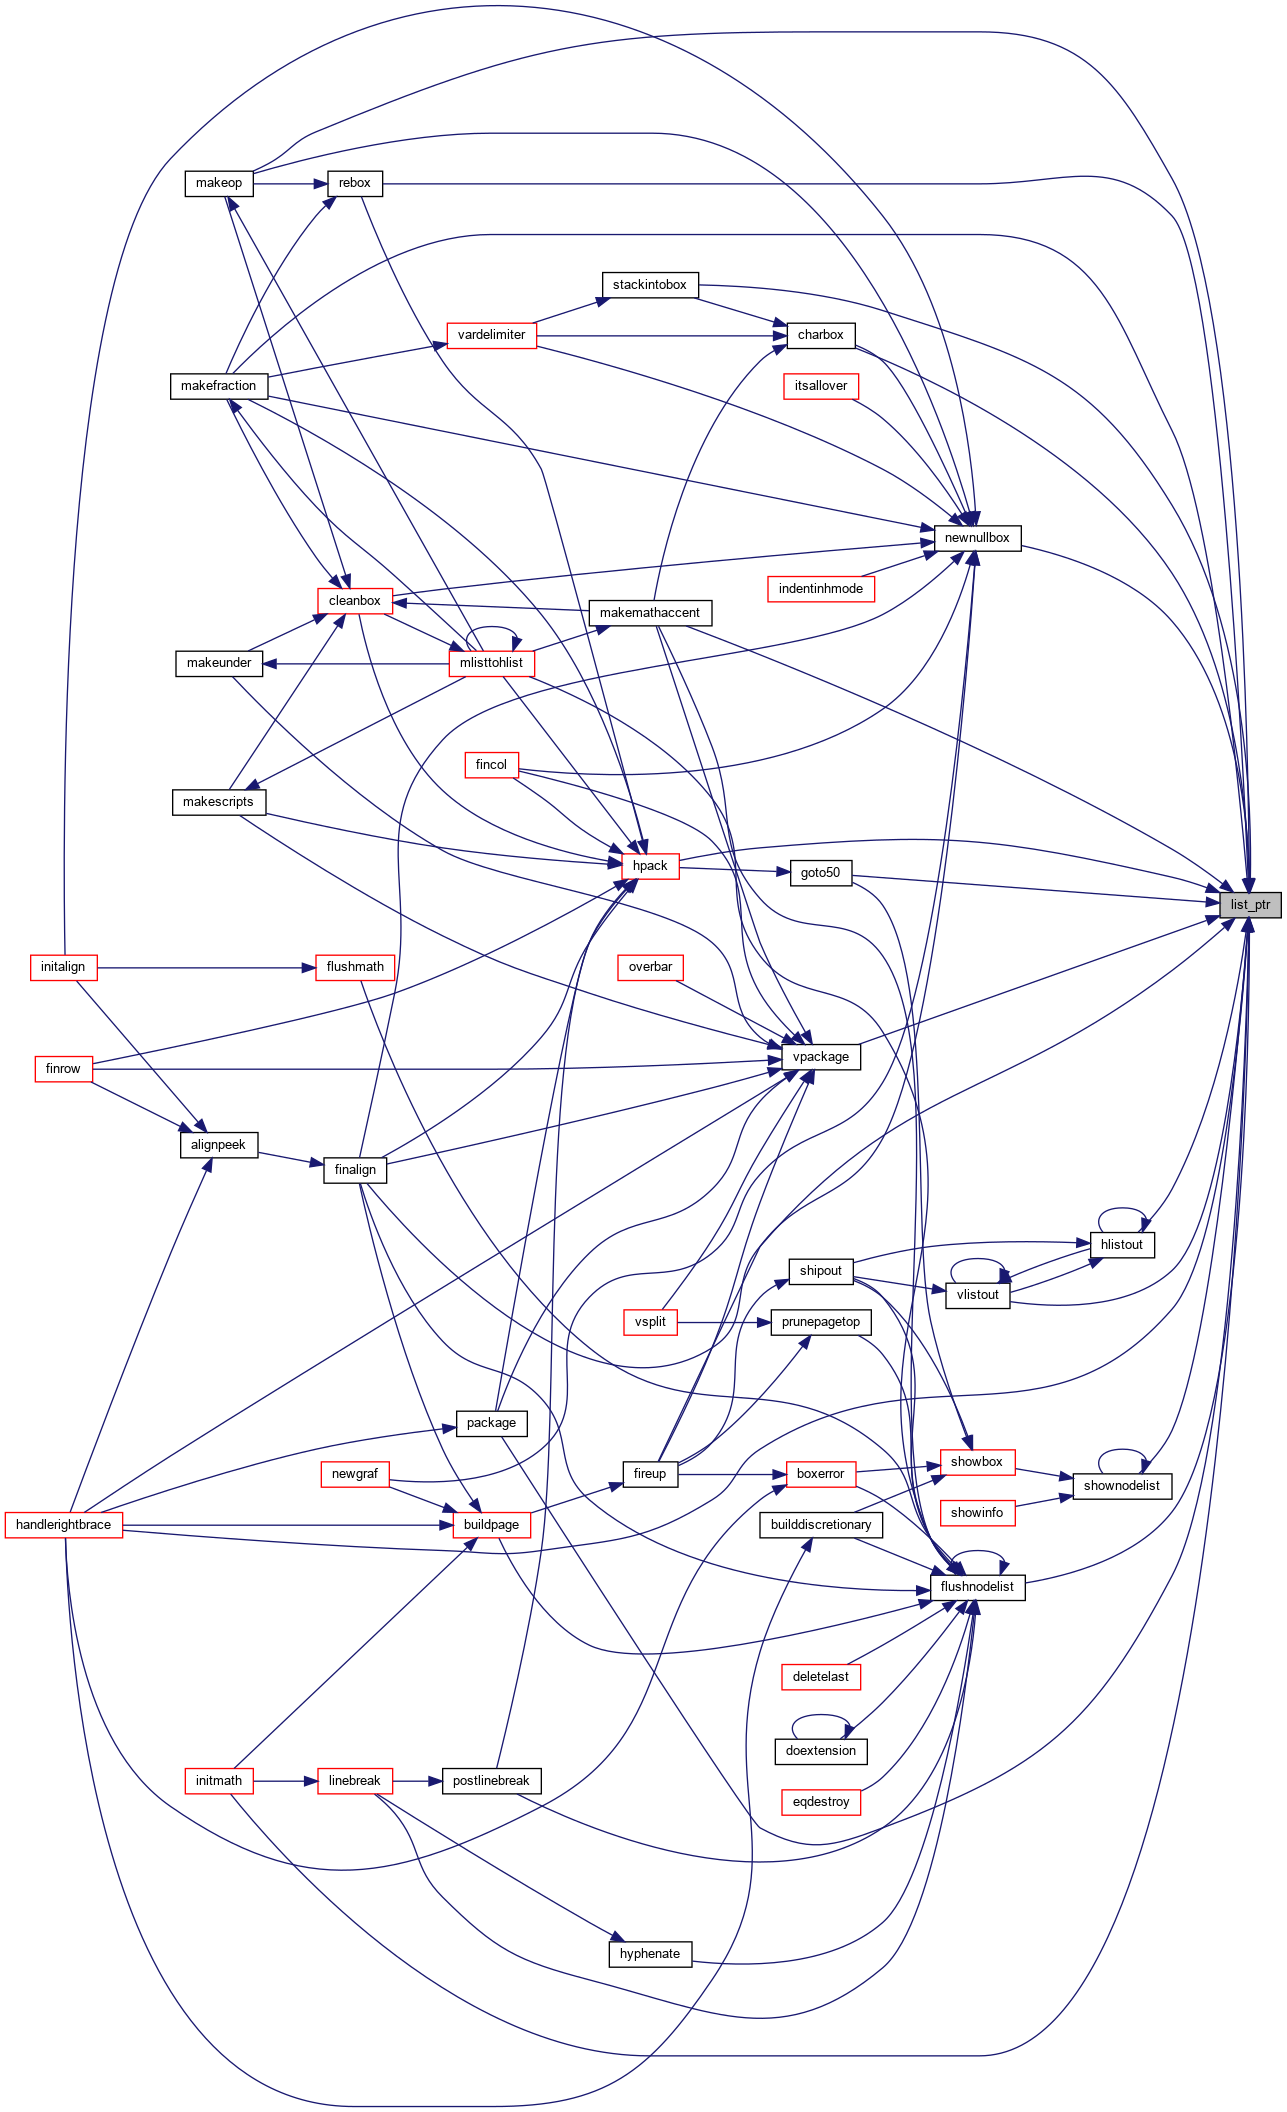 makeop
rebox
stackintobox
vardelimiter
charbox
makefraction
itsallover
newnullbox
indentinhmode
cleanbox
makemathaccent
makeunder
mlisttohlist
fincol
makescripts
hpack
goto50
list_ptr
initalign
flushmath
overbar
finrow
vpackage
alignpeek
finalign
hlistout
shipout
vlistout
vsplit
prunepagetop
package
newgraf
fireup
boxerror
showbox
shownodelist
showinfo
handlerightbrace
buildpage
builddiscretionary
flushnodelist
deletelast
doextension
initmath
linebreak
postlinebreak
eqdestroy
hyphenate